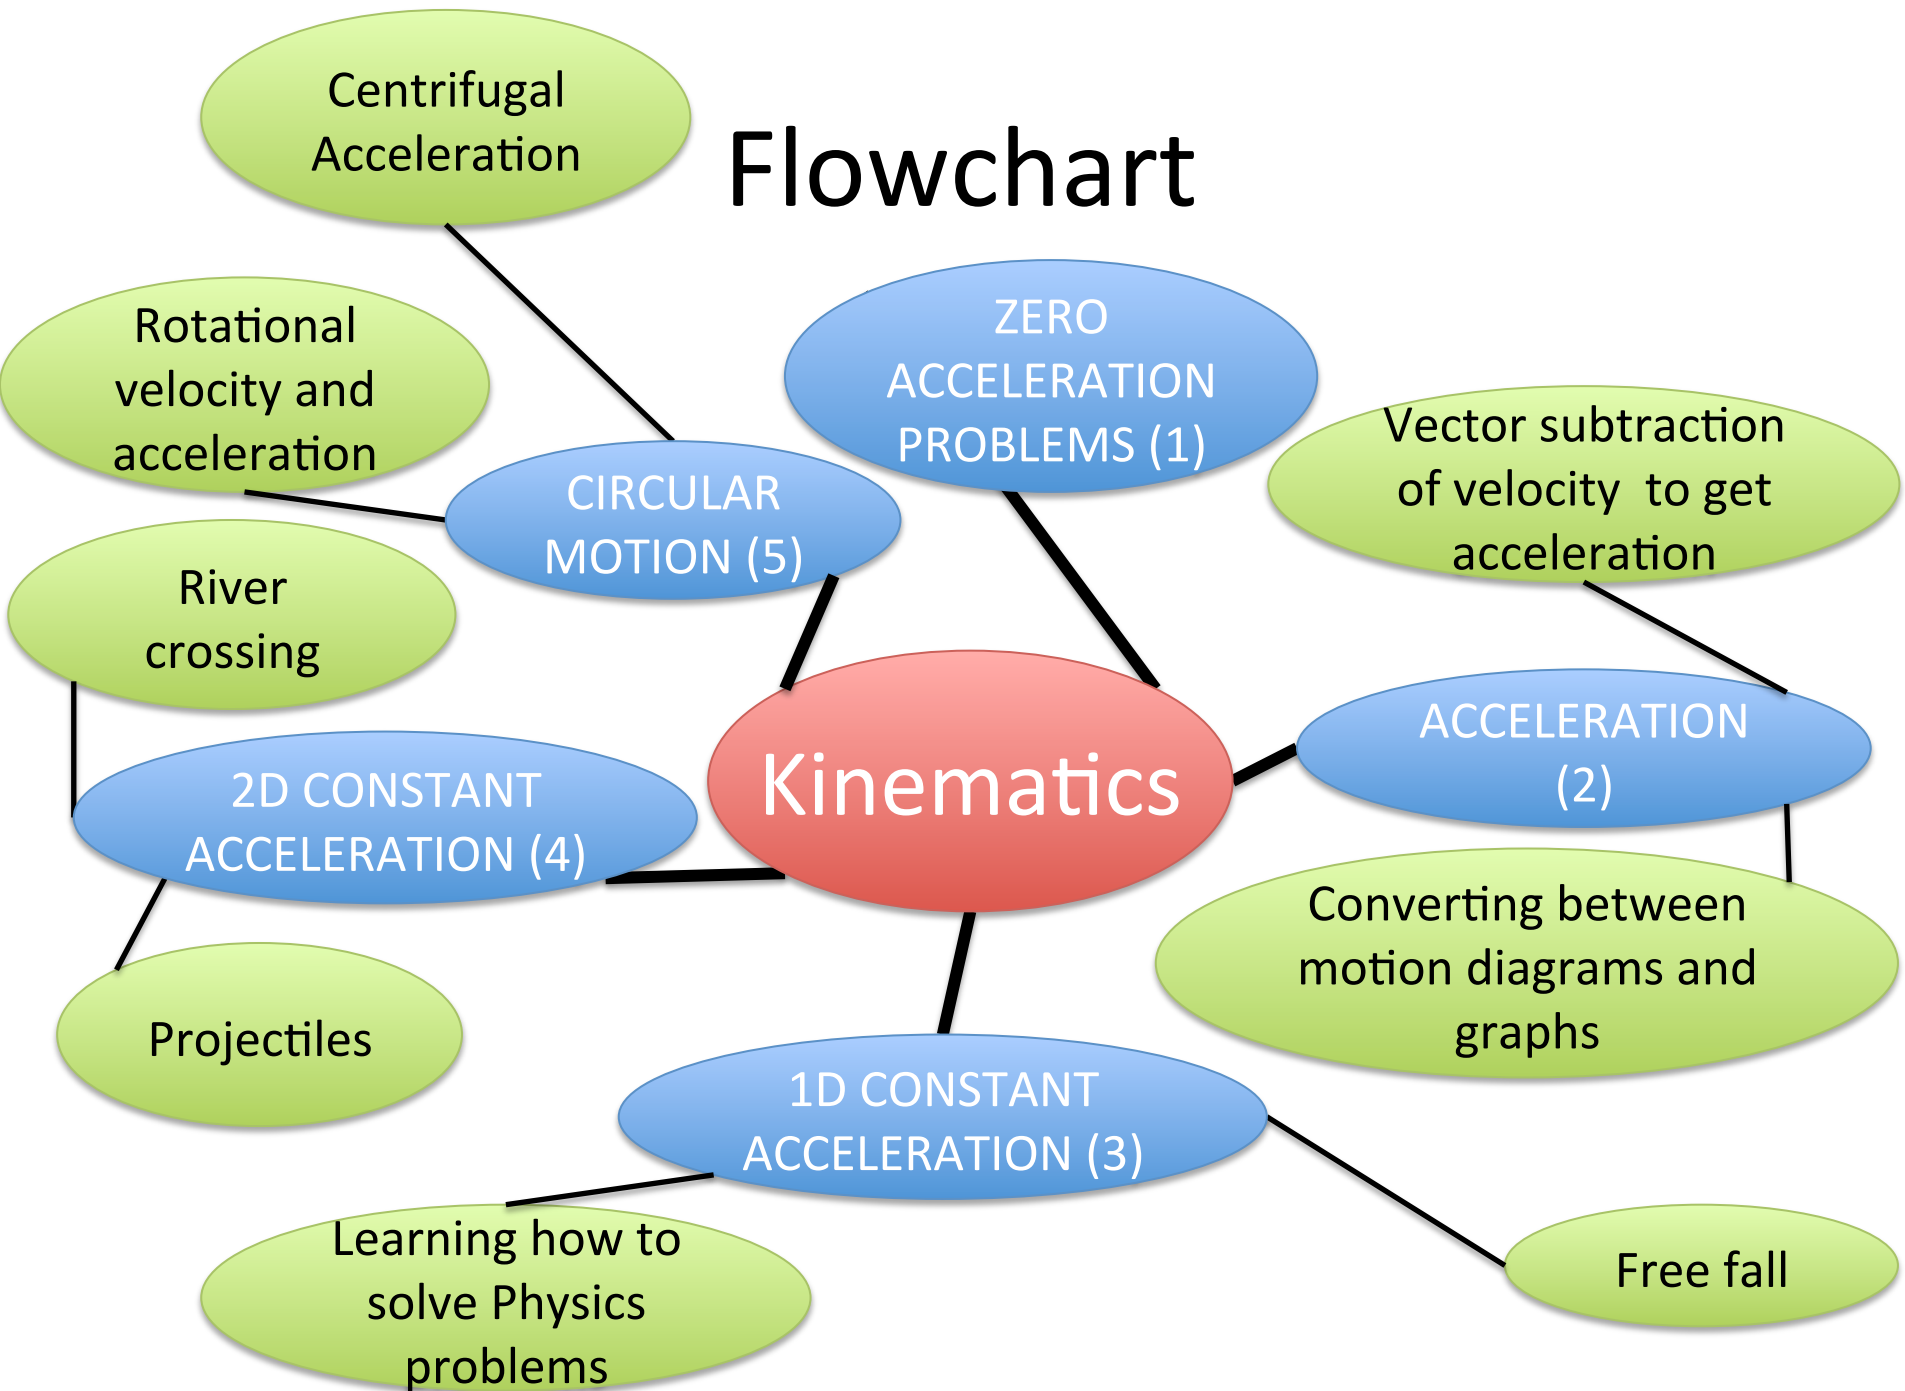 Flowchart
Centrifugal
Acceleration
Rotational
velocity and
acceleration
CIRCULAR
MOTION (5)
ZERO
ACCELERATION
PROBLEMS (1)
Vector subtraction
of velocity  to get
acceleration
River
crossing
Kinematics
ACCELERATION
(2)
2D CONSTANT
ACCELERATION (4)
Converting between
motion diagrams and
graphs
Projectiles
1D CONSTANT
ACCELERATION (3)
Learning how to
solve Physics
problems
Free fall